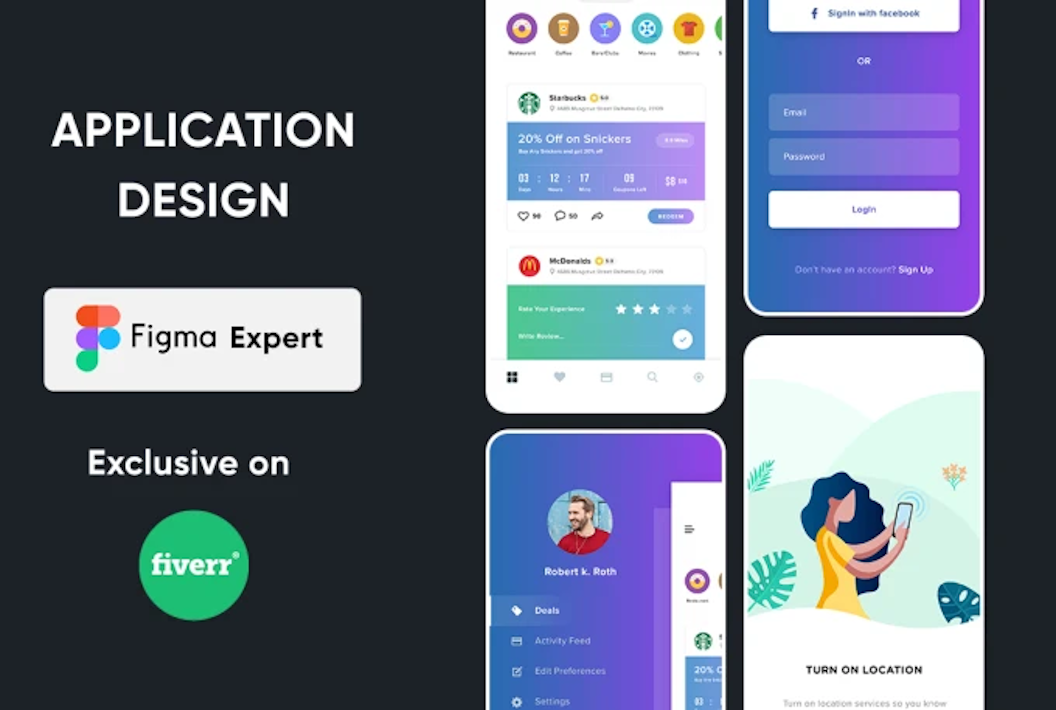 APPLICATION
DESIGN
Figma Expert
Exclusive on
fiverr®
Restaurant
Coffee
Bars/Clubs
Movies
Clothing
S
Starbucks 5.0
20% Off on Snickers
Buy Any Snickers and get 20% off
03 : 12 : 17 09 $8 $10
Days Hours Mins Coupons Left
90 50 REDEEM
McDonalds 5.0
Rate Your Experience
Write Review...
SignIn with facebook
OR
Email
Password
LogIn
Don't have an account? Sign Up
Robert k. Roth
Deals
Activity Feed
Edit Preferences
Settings
Restaurant
20% O
03 :
TURN ON LOCATION
Turn on location services so you know